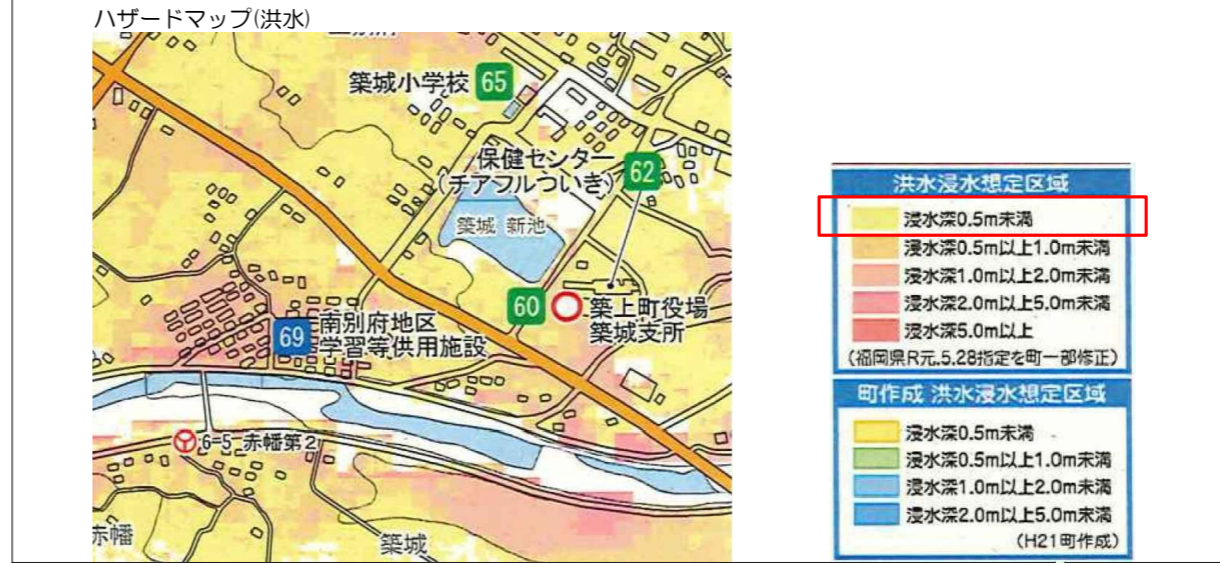 ハザードマップ(洪水)
築城小学校 65
保健センター
(チアフルついき) 62
築城 新池
60 築上町役場
築城支所
69 南別府地区
学習等供用施設
6-5 赤幡第2
赤幡
築城
洪水浸水想定区域
浸水深0.5m未満
浸水深0.5m以上1.0m未満
浸水深1.0m以上2.0m未満
浸水深2.0m以上5.0m未満
浸水深5.0m以上
(福岡県R元.5.28指定を町一部修正)
町作成 洪水浸水想定区域
浸水深0.5m未満
浸水深0.5m以上1.0m未満
浸水深1.0m以上2.0m未満
浸水深2.0m以上5.0m未満
(H21町作成)